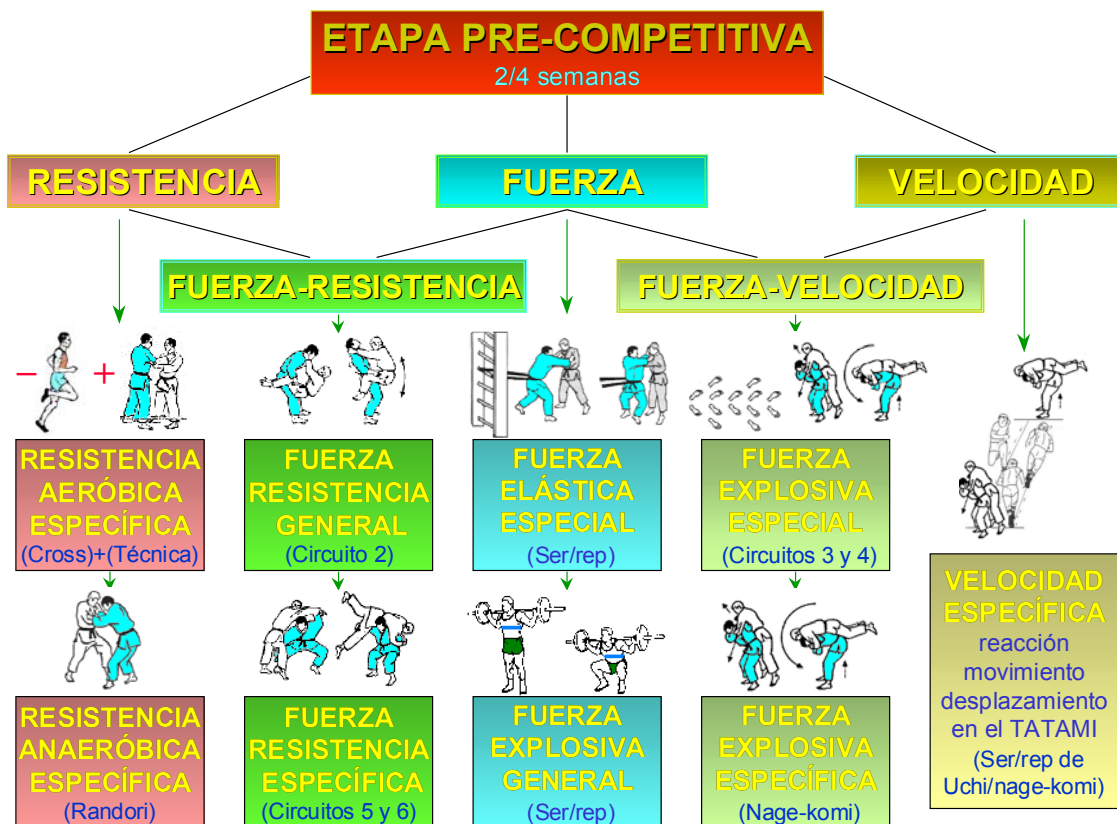 ETAPA PRE-COMPETITIVA
2/4 semanas
RESISTENCIA
FUERZA
VELOCIDAD
FUERZA-RESISTENCIA
FUERZA-VELOCIDAD
– +
RESISTENCIA
AERÓBICA
ESPECÍFICA
(Cross)+(Técnica)
FUERZA
RESISTENCIA
GENERAL
(Circuito 2)
FUERZA
ELÁSTICA
ESPECIAL
(Ser/rep)
FUERZA
EXPLOSIVA
ESPECIAL
(Circuitos 3 y 4)
VELOCIDAD
ESPECÍFICA
reacción
movimiento
desplazamiento
en el TATAMI
(Ser/rep de
Uchi/nage-komi)
RESISTENCIA
ANAERÓBICA
ESPECÍFICA
(Randori)
FUERZA
RESISTENCIA
ESPECÍFICA
(Circuitos 5 y 6)
FUERZA
EXPLOSIVA
GENERAL
(Ser/rep)
FUERZA
EXPLOSIVA
ESPECÍFICA
(Nage-komi)